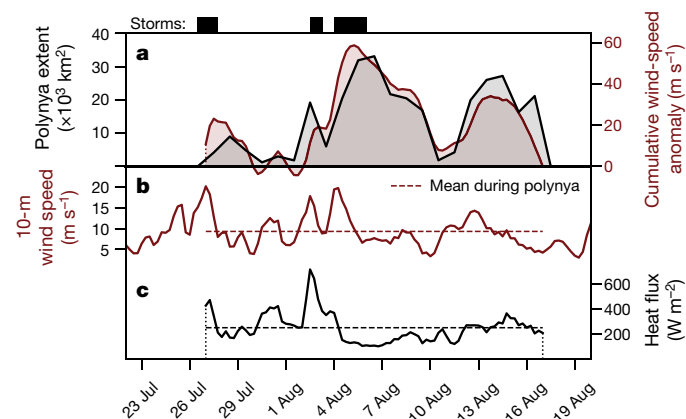 Storms:
a
40
30
20
10
Polynya extent
(×10³ km²)
60
40
20
0
Cumulative wind-speed
anomaly (m s⁻¹)
b
20
15
10
5
10-m
wind speed
(m s⁻¹)
Mean during polynya
c
600
400
200
Heat flux
(W m⁻²)
23 Jul
26 Jul
29 Jul
1 Aug
4 Aug
7 Aug
10 Aug
13 Aug
16 Aug
19 Aug